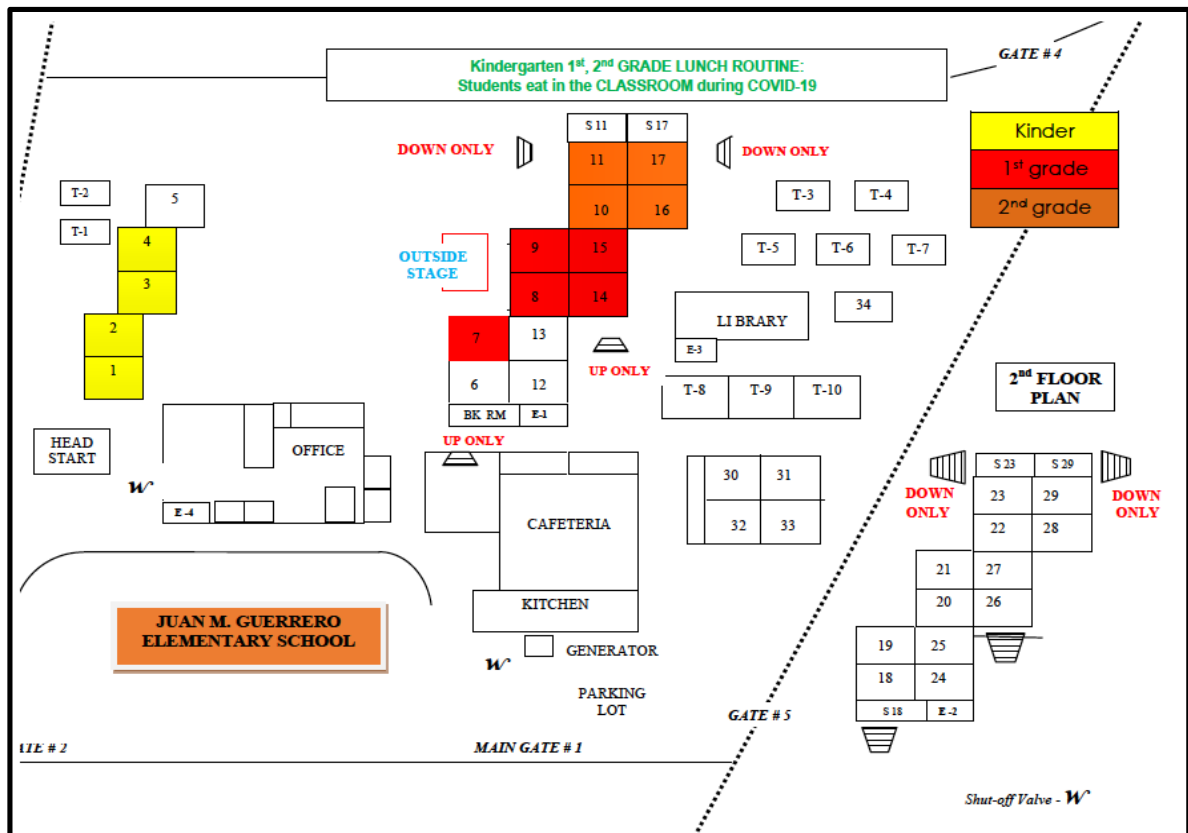 GATE # 4
Kindergarten 1st, 2nd GRADE LUNCH ROUTINE:
Students eat in the CLASSROOM during COVID-19
Kinder
1st grade
2nd grade
S 11
S 17
DOWN ONLY
DOWN ONLY
11
17
10
16
T-2
5
T-1
4
3
2
1
T-3
T-4
T-5
T-6
T-7
OUTSIDE
STAGE
9
15
8
14
7
13
6
12
BK RM
E-1
UP ONLY
UP ONLY
LI BRARY
E-3
34
T-8
T-9
T-10
2nd FLOOR
PLAN
HEAD
START
OFFICE
W
E-4
CAFETERIA
KITCHEN
30
31
32
33
S 23
S 29
DOWN
ONLY
DOWN
ONLY
23
29
22
28
21
27
20
26
19
25
18
24
S 18
E-2
JUAN M. GUERRERO
ELEMENTARY SCHOOL
W
GENERATOR
PARKING
LOT
GATE # 5
ATE # 2
MAIN GATE # 1
Shut-off Valve - W